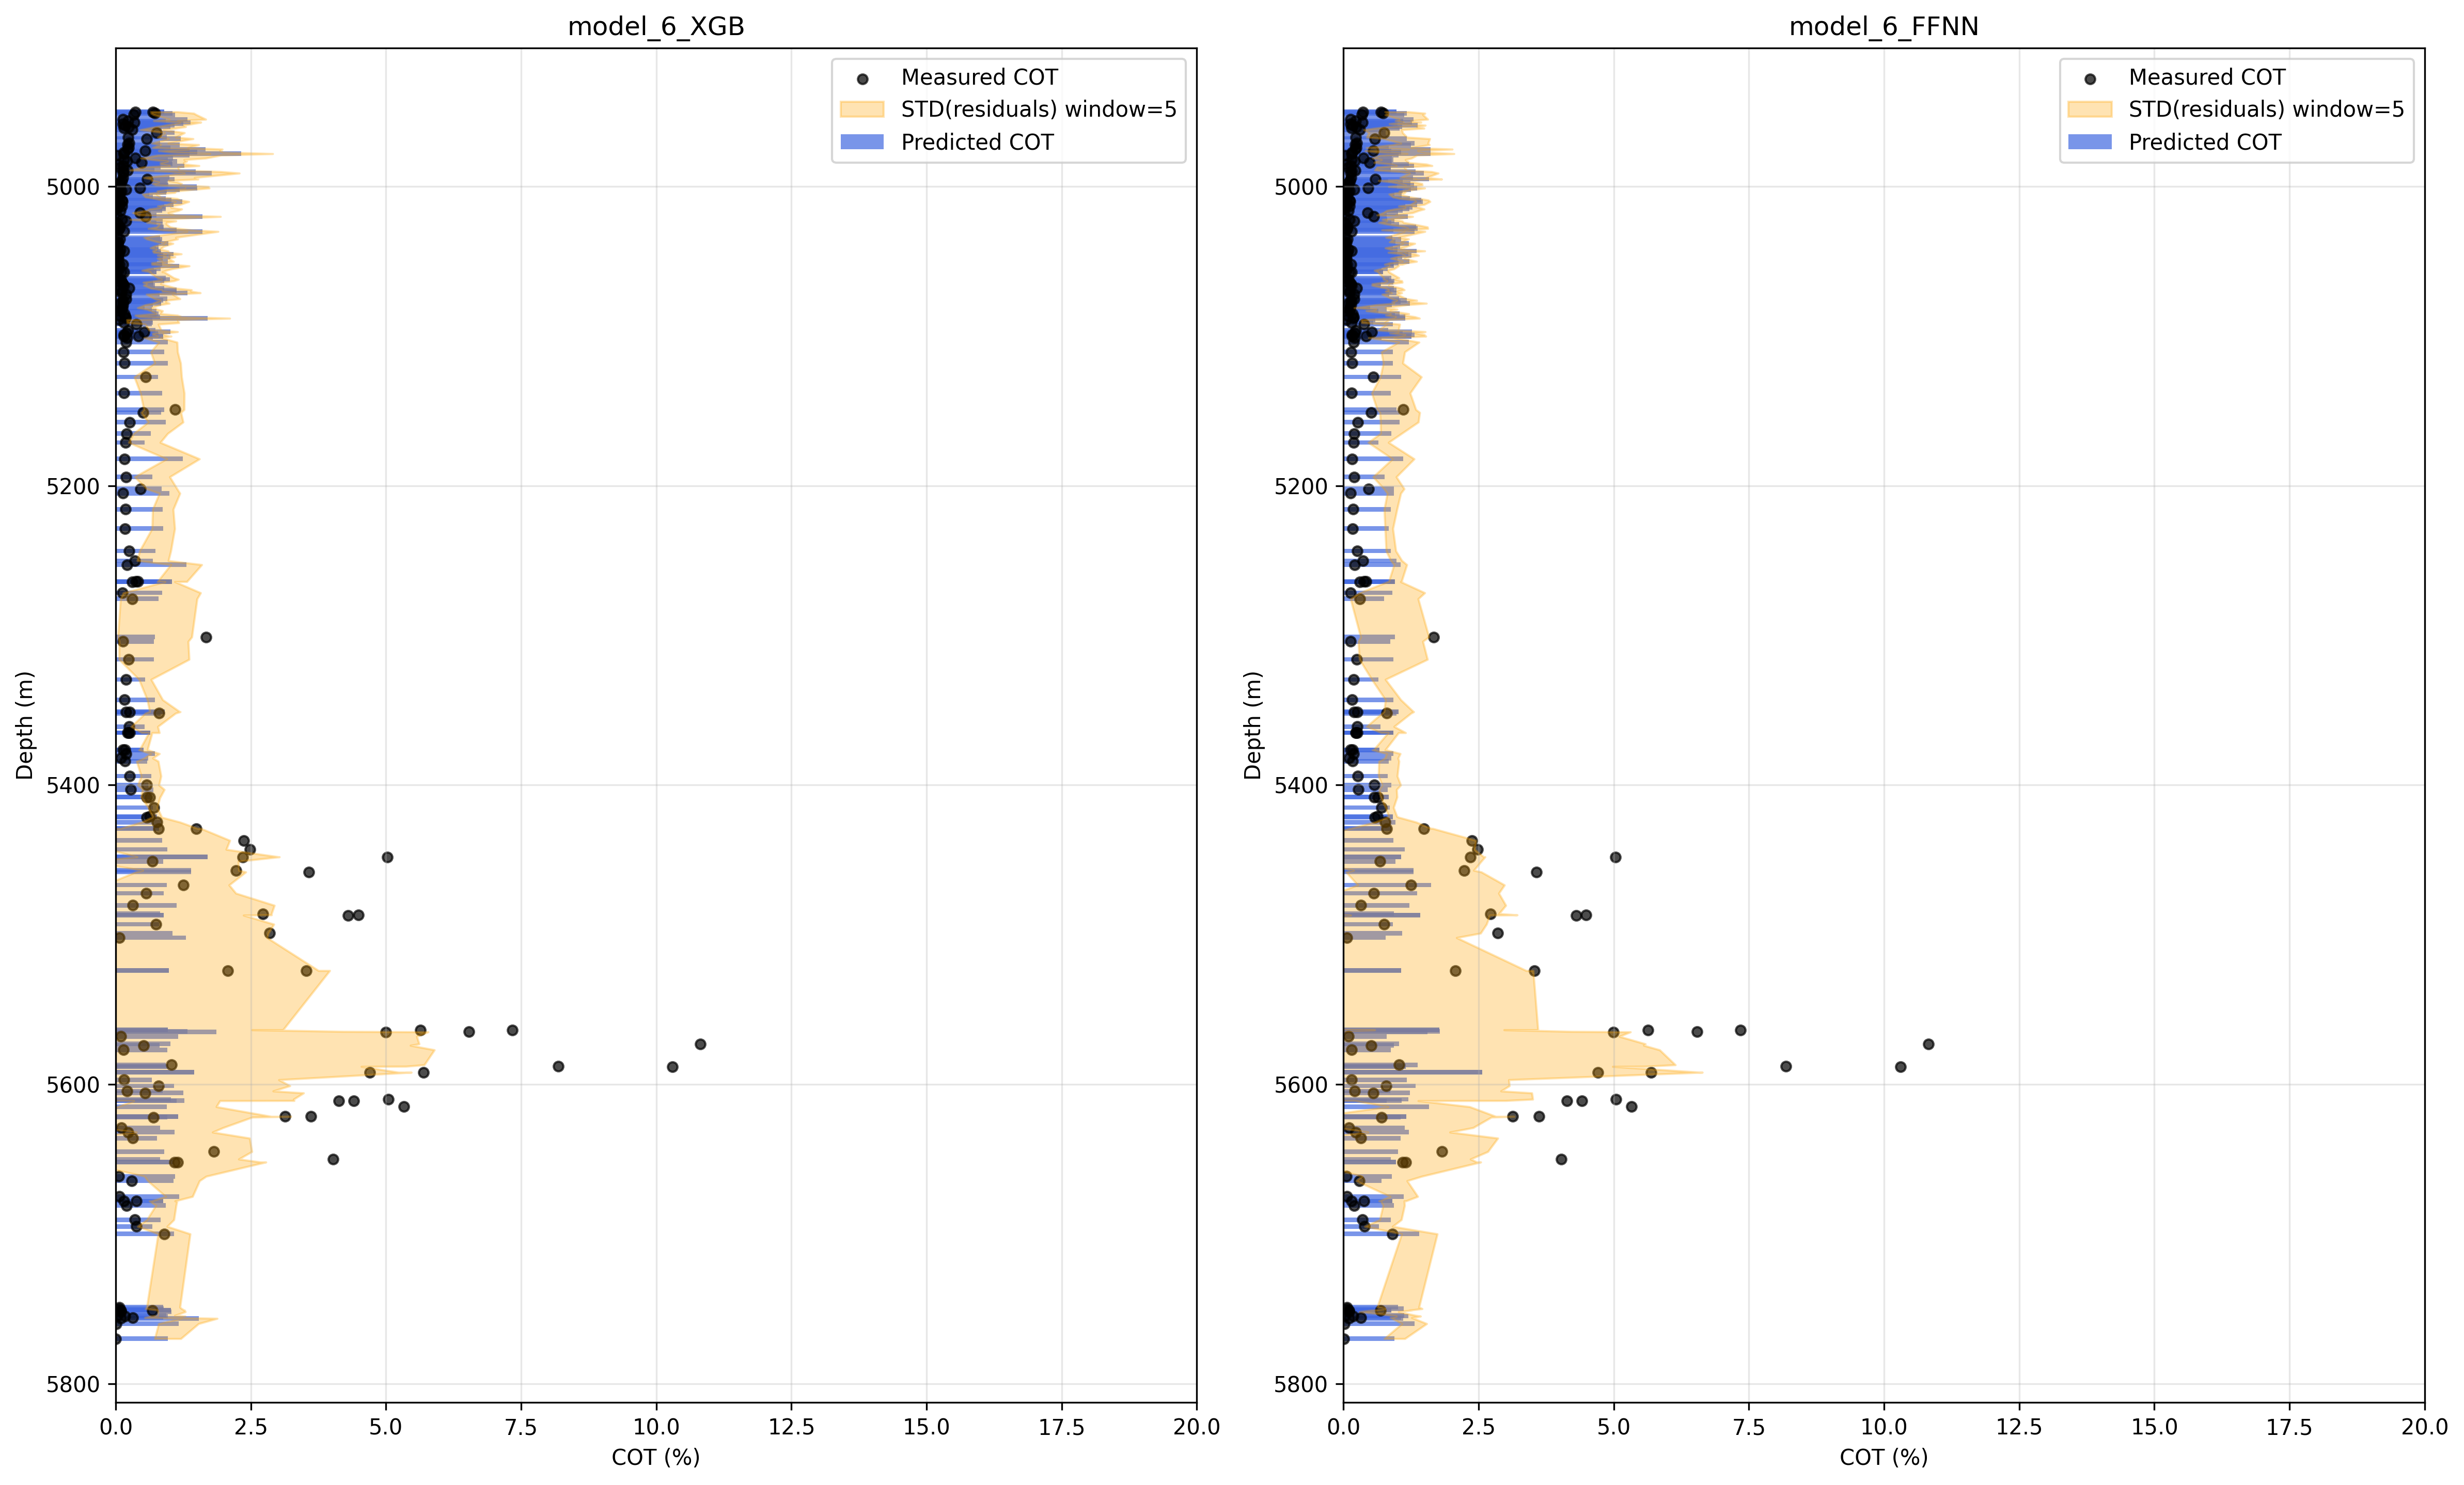 model_6_XGB
Measured COT
STD(residuals) window=5
Predicted COT
Depth (m)
5000
5200
5400
5600
5800
0.0 2.5 5.0 7.5 10.0 12.5 15.0 17.5 20.0
COT (%)
model_6_FFNN
Measured COT
STD(residuals) window=5
Predicted COT
Depth (m)
5000
5200
5400
5600
5800
0.0 2.5 5.0 7.5 10.0 12.5 15.0 17.5 20.0
COT (%)